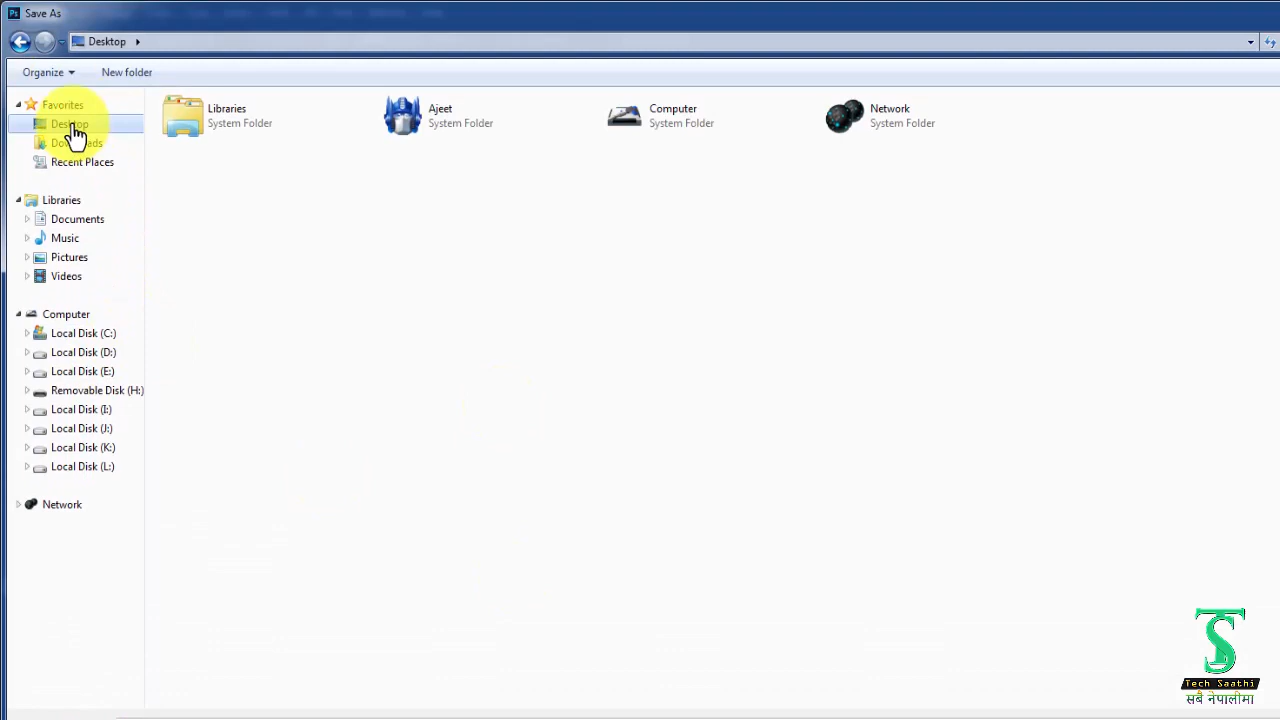 Save As
Desktop
Organize
New folder
Favorites
Desktop
Downloads
Recent Places
Libraries
Documents
Music
Pictures
Videos
Computer
Local Disk (C:)
Local Disk (D:)
Local Disk (E:)
Removable Disk (H:)
Local Disk (I:)
Local Disk (J:)
Local Disk (K:)
Local Disk (L:)
Network
Libraries
System Folder
Ajeet
System Folder
Computer
System Folder
Network
System Folder
Tech Saathi
सबै नेपालीमा